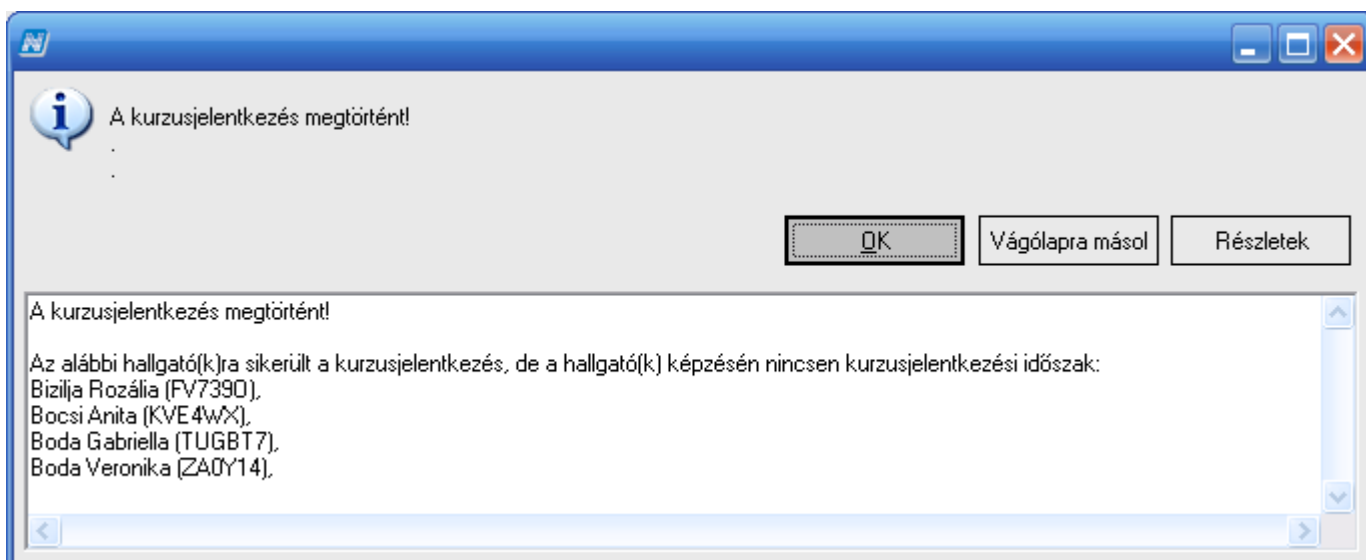 A kurzusjelentkezés megtörtént!
.
.
OK
Vágólapra másol
Részletek
A kurzusjelentkezés megtörtént!
Az alábbi hallgató(k)ra sikerült a kurzusjelentkezés, de a hallgató(k) képzésén nincsen kurzusjelentkezési időszak:
Bizilja Rozália (FV739O),
Bocsi Anita (KVE4WX),
Boda Gabriella (TUGBT7),
Boda Veronika (ZA0Y14),